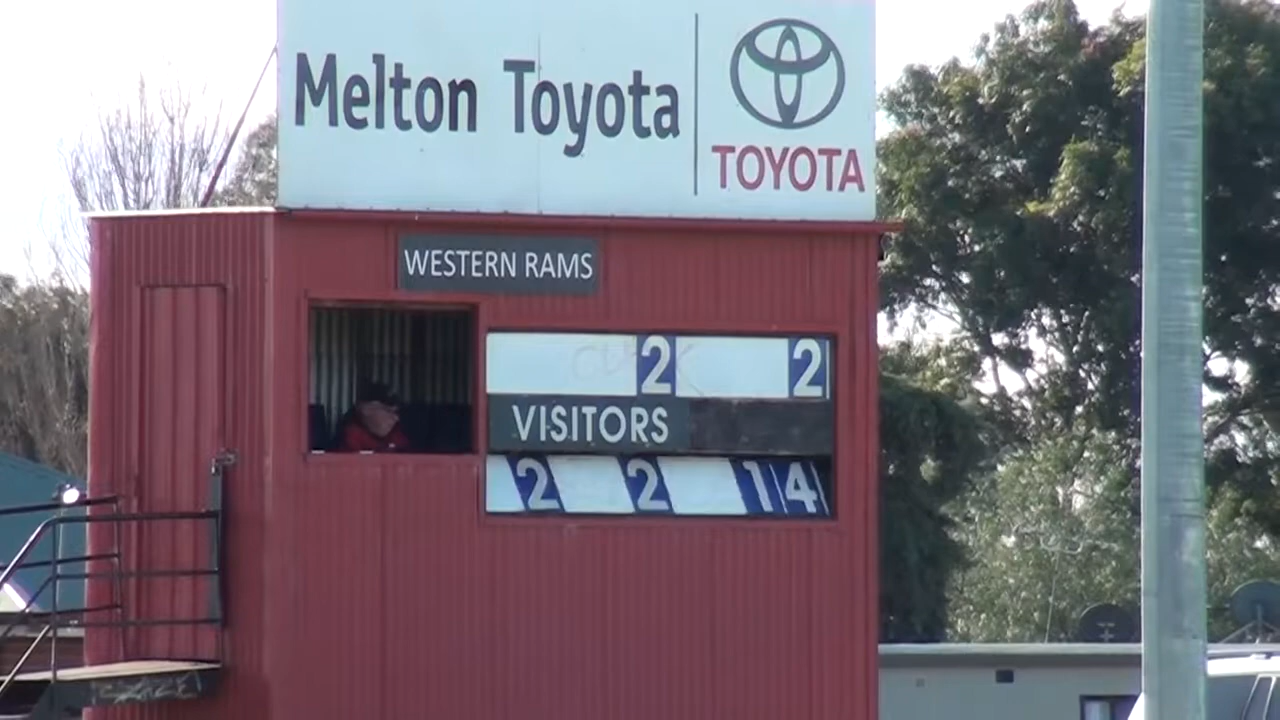 Melton Toyota
TOYOTA
WESTERN RAMS
2 2
VISITORS
2 2 14